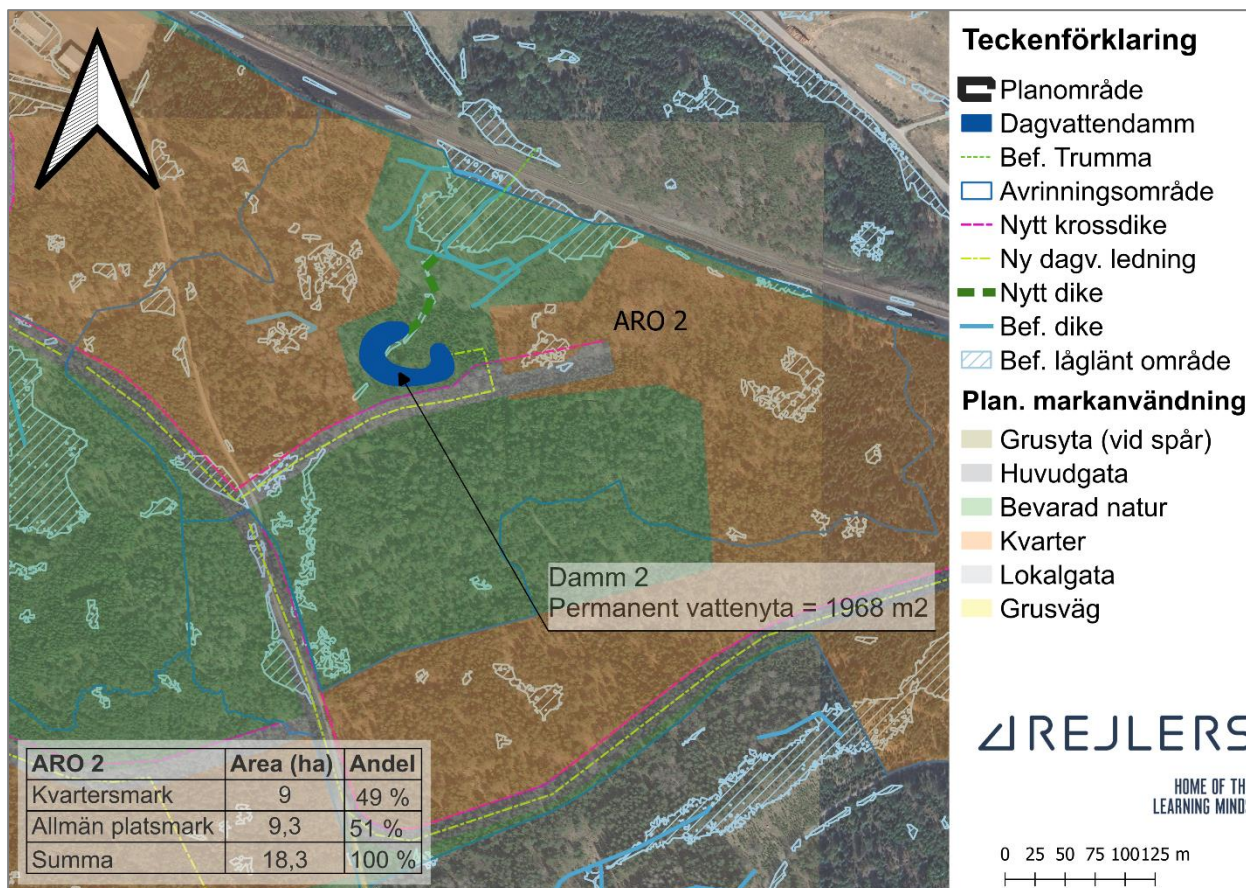 ARO 2
Damm 2
Permanent vattenyta = 1968 m2
ARO 2 Area (ha) Andel
Kvartersmark 9 49 %
Allmän platsmark 9,3 51 %
Summa 18,3 100 %
Teckenförklaring
Planområde
Dagvattendamm
Bef. Trumma
Avrinningsområde
Nytt krossdike
Ny dagv. ledning
Nytt dike
Bef. dike
Bef. låglänt område
Plan. markanvändning
Grusyta (vid spår)
Huvudgata
Bevarad natur
Kvarter
Lokalgata
Grusväg
REJLERS
HOME OF TH
LEARNING MIND
0 25 50 75 100 125 m